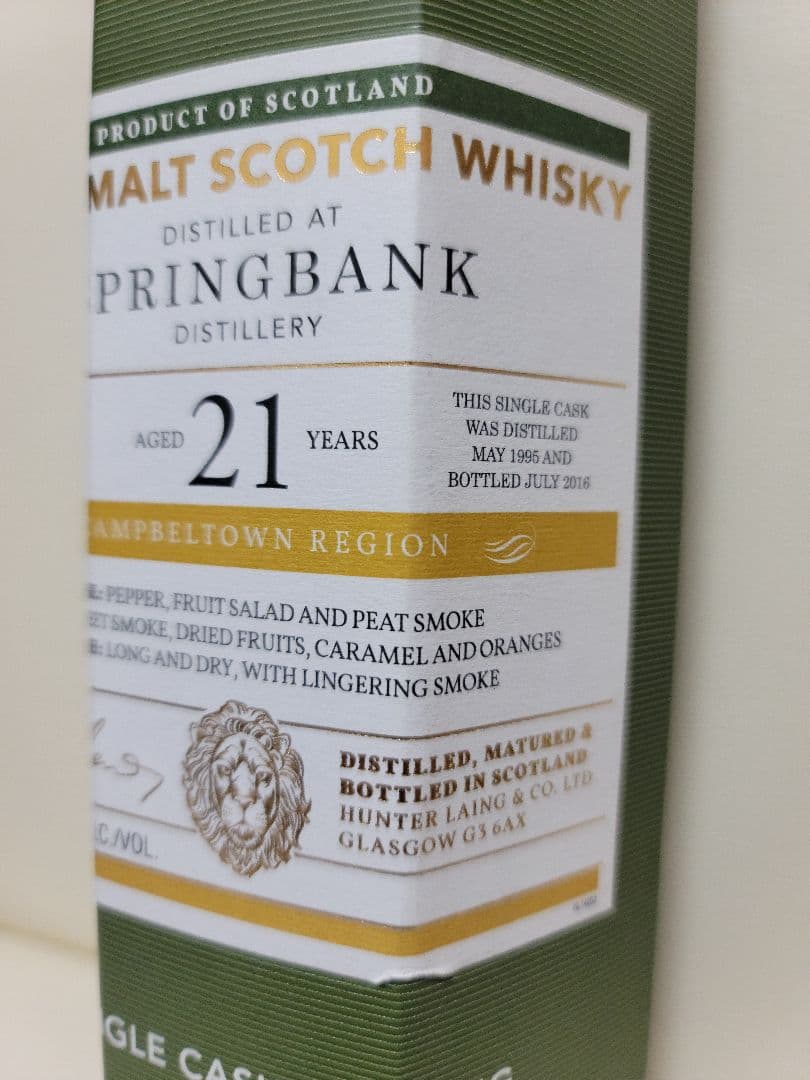 PRODUCT OF SCOTLAND
MALT SCOTCH WHISKY
DISTILLED AT
SPRINGBANK
DISTILLERY
AGED 21 YEARS
THIS SINGLE CASK
WAS DISTILLED
MAY 1995 AND
BOTTLED JULY 2016
AMPBELTOWN REGION
PEPPER, FRUIT SALAD AND PEAT SMOKE
SMOKE, DRIED FRUITS, CARAMEL AND ORANGES
LONG AND DRY, WITH LINGERING SMOKE
DISTILLED, MATURED &
BOTTLED IN SCOTLAND
HUNTER LAING & CO. LTD
GLASGOW G3 6AX
LC./VOL.
GLE CAS